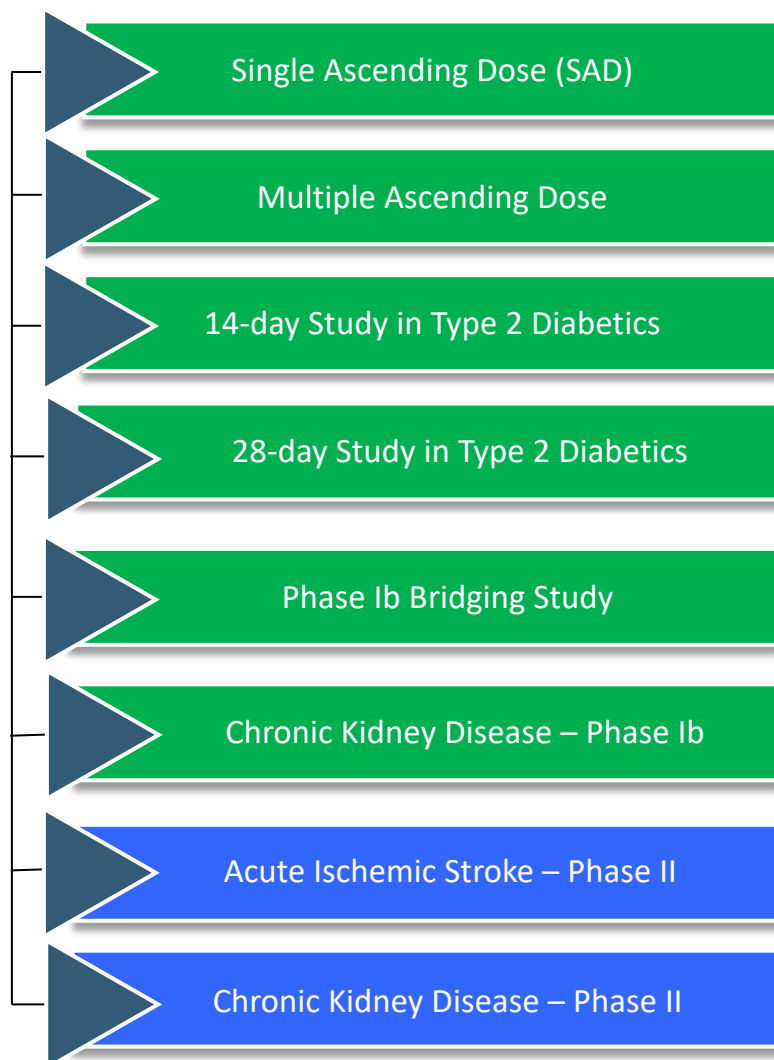 Single Ascending Dose (SAD)
Multiple Ascending Dose
14-day Study in Type 2 Diabetics
28-day Study in Type 2 Diabetics
Phase Ib Bridging Study
Chronic Kidney Disease – Phase Ib
Acute Ischemic Stroke – Phase II
Chronic Kidney Disease – Phase II